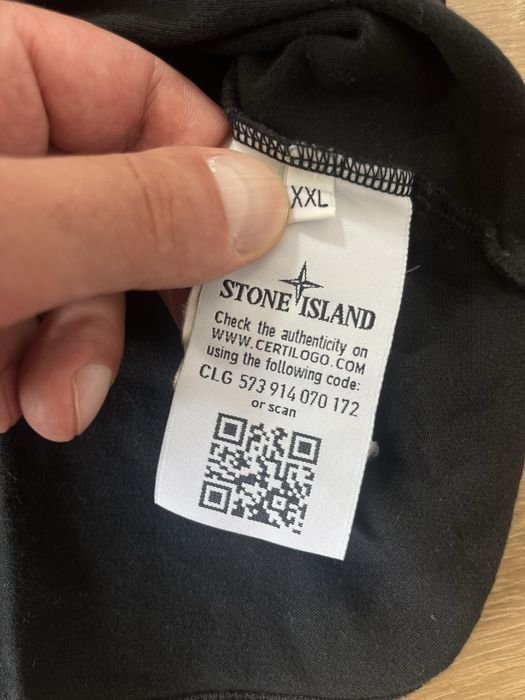 XXL
STONE ISLAND
Check the authenticity on
WWW.CERTILOGO.COM
using the following code:
CLG 573 914 070 172
or scan